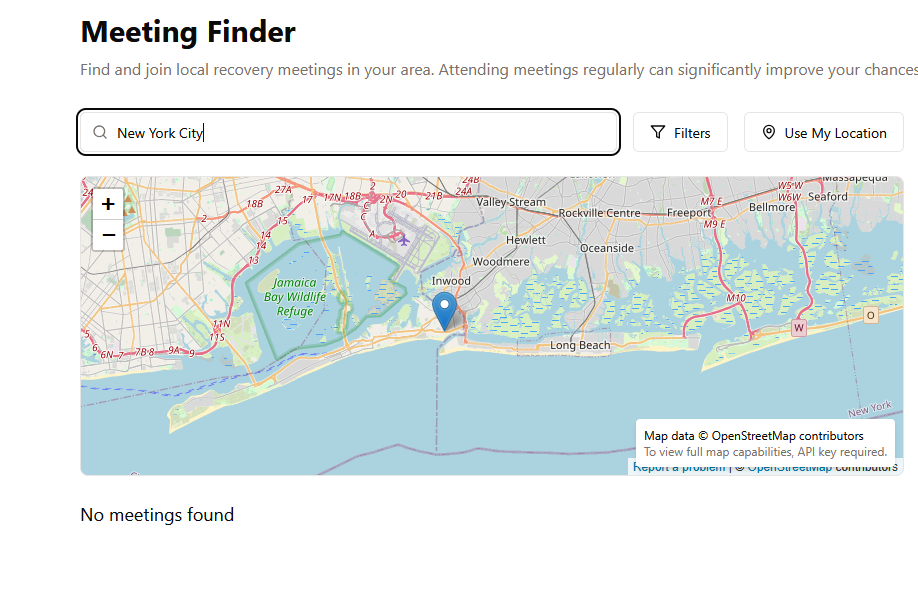 Meeting Finder
Find and join local recovery meetings in your area. Attending meetings regularly can significantly improve your chances
New York City
Filters
Use My Location
+
−
24
27A
17
17N
18B
2
2N
20
21B
24B
24A
Valley Stream
Rockville Centre
Freeport
M7 E
M9 E
W5-W
W6W
Massapequa
Seaford
Bellmore
18B
2
15
14
14
13
C
C
A
Hewlett
Woodmere
Oceanside
Inwood
Jamaica
Bay Wildlife
Refuge
M10
W
O
11N
11S
5
6N
7
7B-8
9A
9
Long Beach
New York
Map data © OpenStreetMap contributors
To view full map capabilities, API key required.
Report a problem | © OpenStreetMap contributors
No meetings found